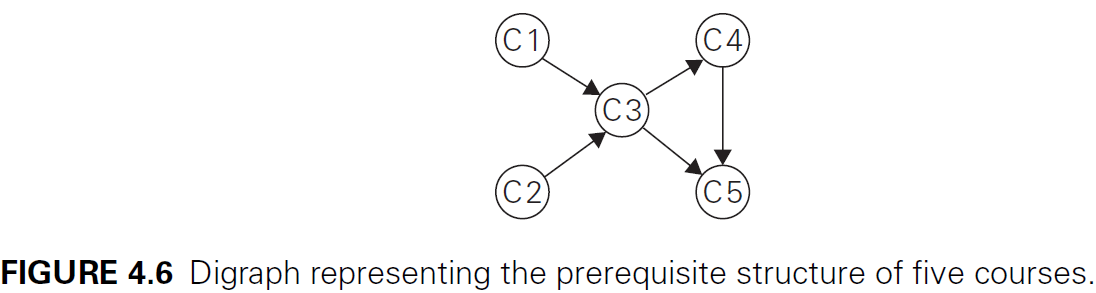 C1
C4
C3
C2
C5
FIGURE 4.6 Digraph representing the prerequisite structure of five courses.